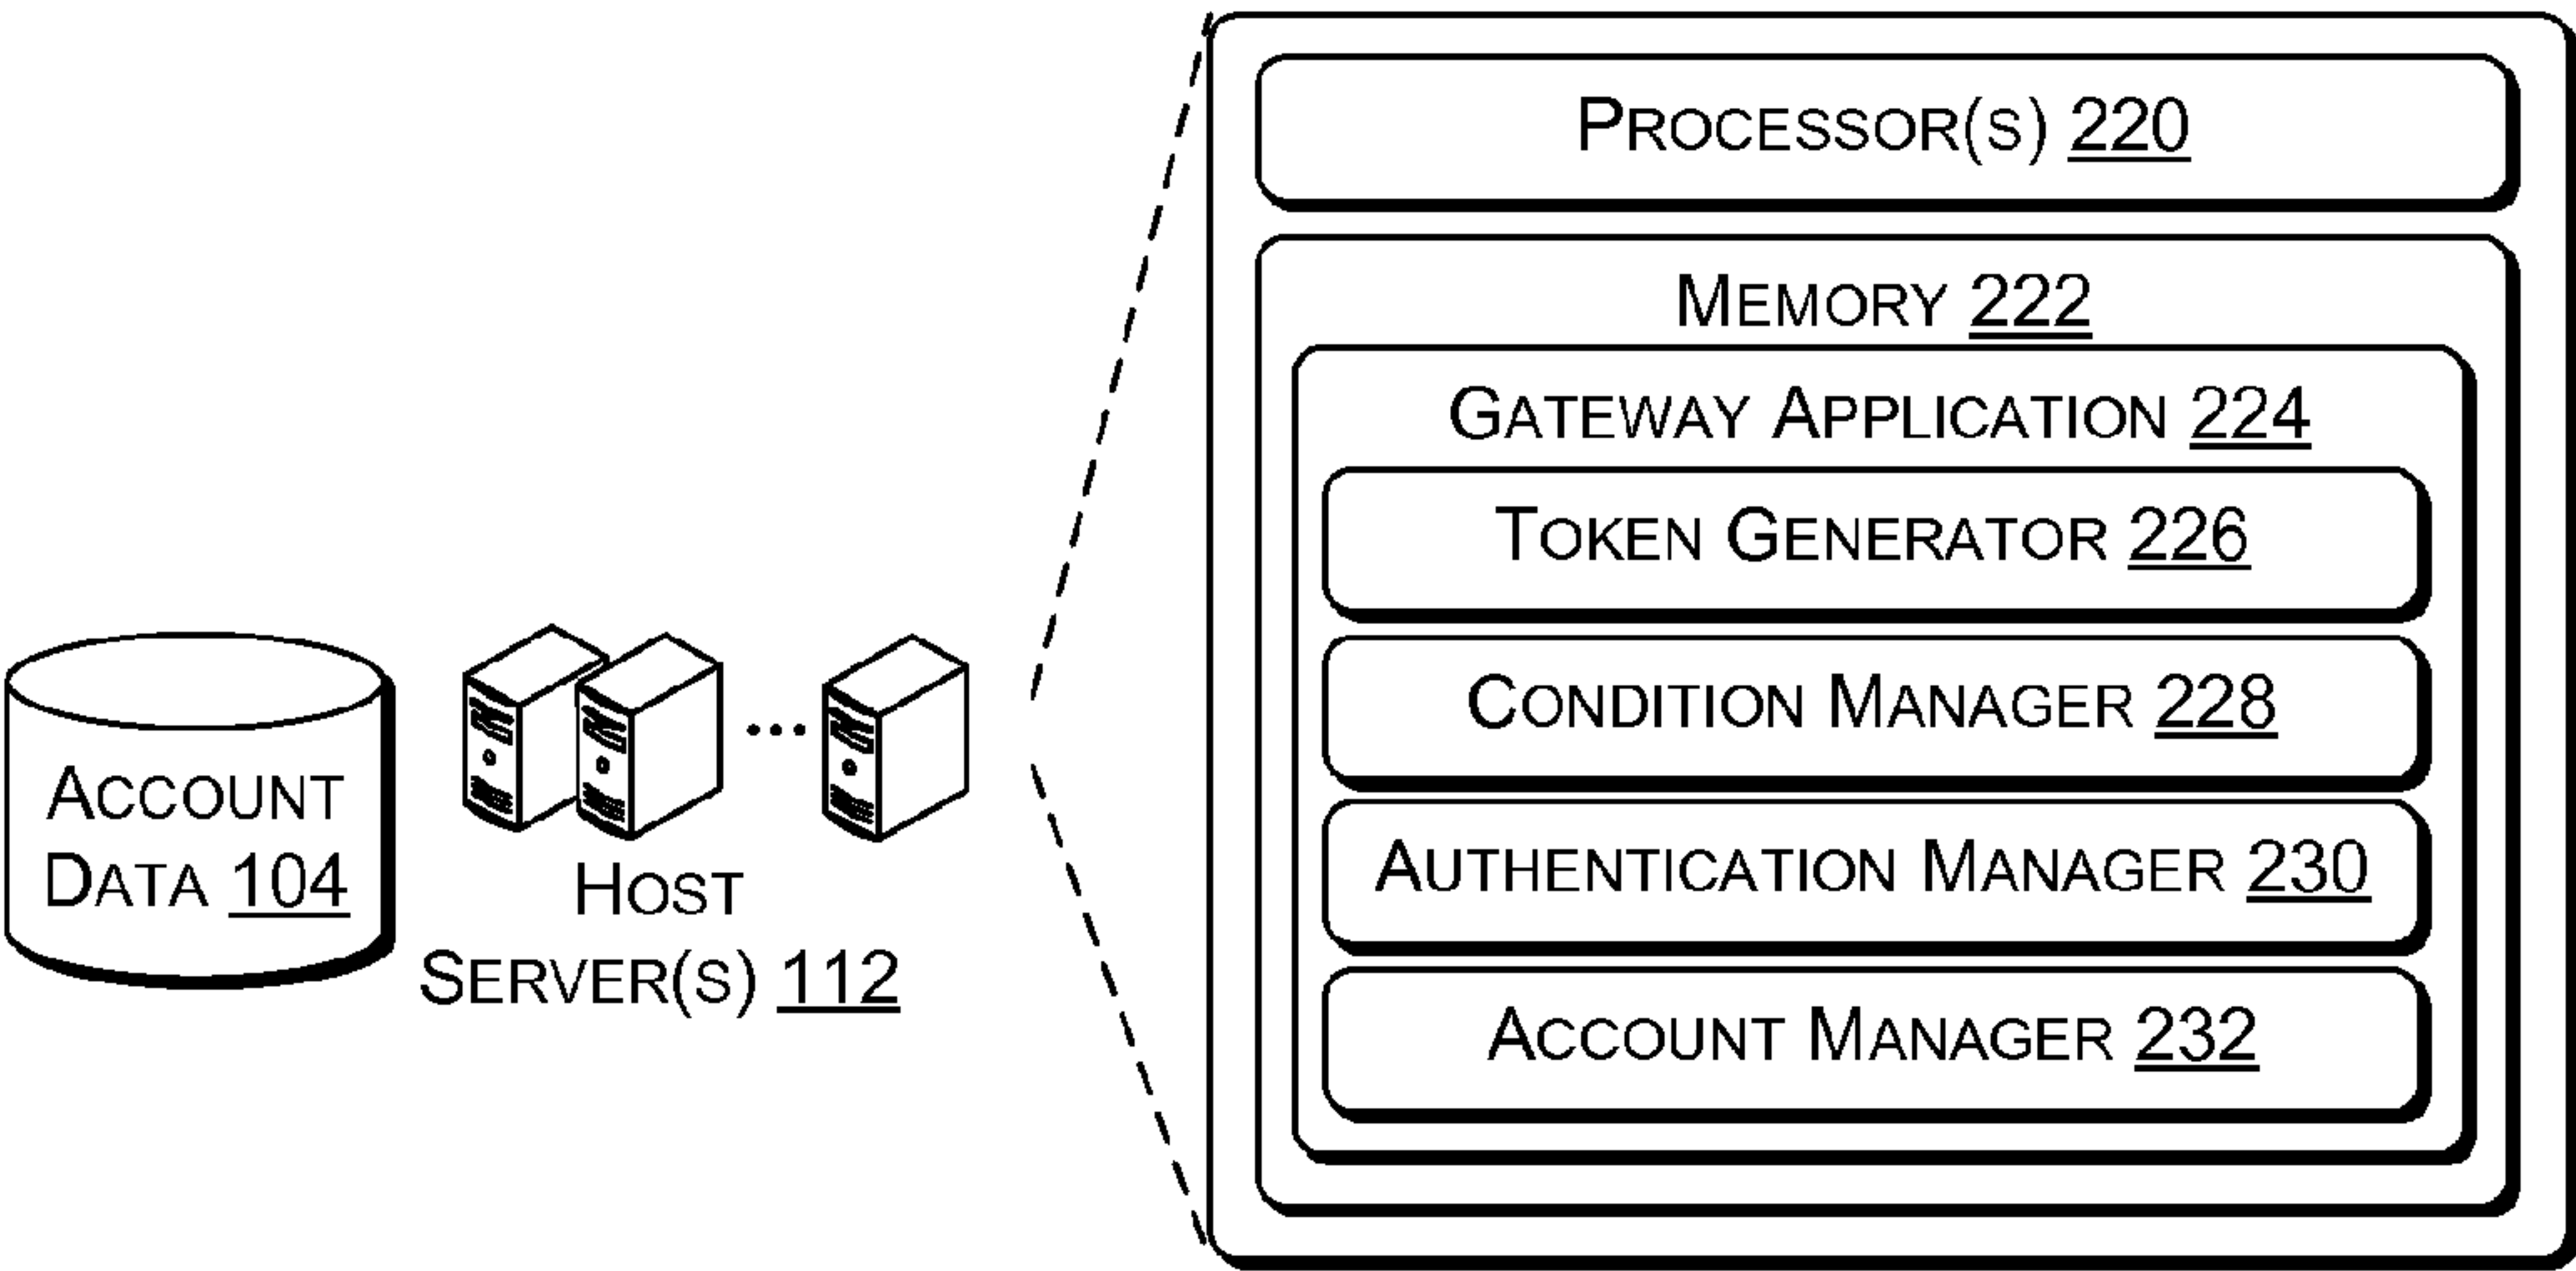 PROCESSOR(S) 220
MEMORY 222
GATEWAY APPLICATION 224
TOKEN GENERATOR 226
CONDITION MANAGER 228
AUTHENTICATION MANAGER 230
ACCOUNT MANAGER 232
ACCOUNT
DATA 104
HOST
SERVER(S) 112